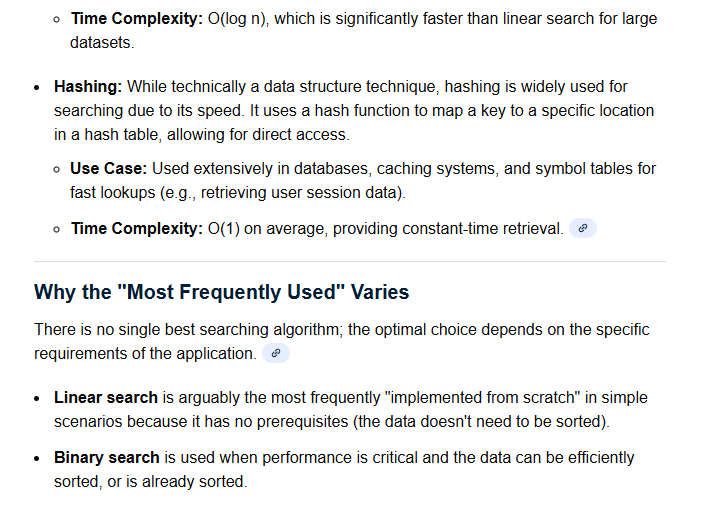 Time Complexity: O(log n), which is significantly faster than linear search for large
datasets.
Hashing: While technically a data structure technique, hashing is widely used for
searching due to its speed. It uses a hash function to map a key to a specific location
in a hash table, allowing for direct access.
Use Case: Used extensively in databases, caching systems, and symbol tables for
fast lookups (e.g., retrieving user session data).
Time Complexity: O(1) on average, providing constant-time retrieval.
Why the "Most Frequently Used" Varies
There is no single best searching algorithm; the optimal choice depends on the specific
requirements of the application.
Linear search is arguably the most frequently "implemented from scratch" in simple
scenarios because it has no prerequisites (the data doesn't need to be sorted).
Binary search is used when performance is critical and the data can be efficiently
sorted, or is already sorted.